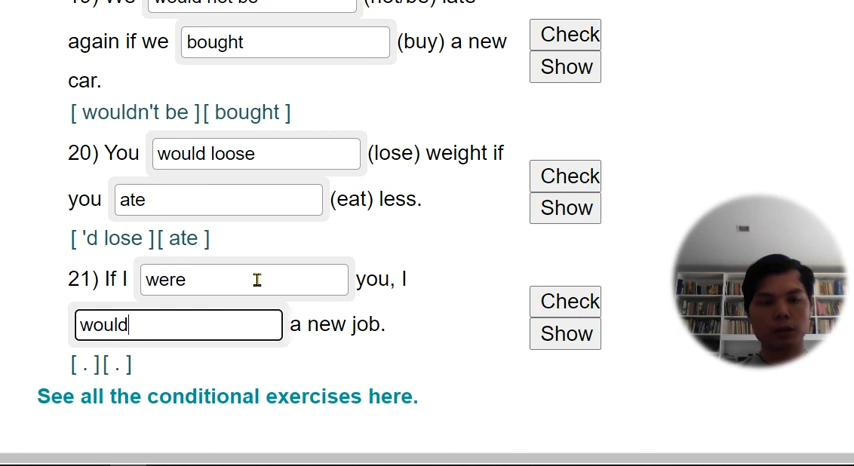 again if we bought (buy) a new Check
car. Show
[ wouldn't be ][ bought ]
20) You would loose (lose) weight if
you ate (eat) less. Check
Show
[ 'd lose ][ ate ]
21) If I were you, I
would a new job. Check
Show
[ . ][ . ]
See all the conditional exercises here.